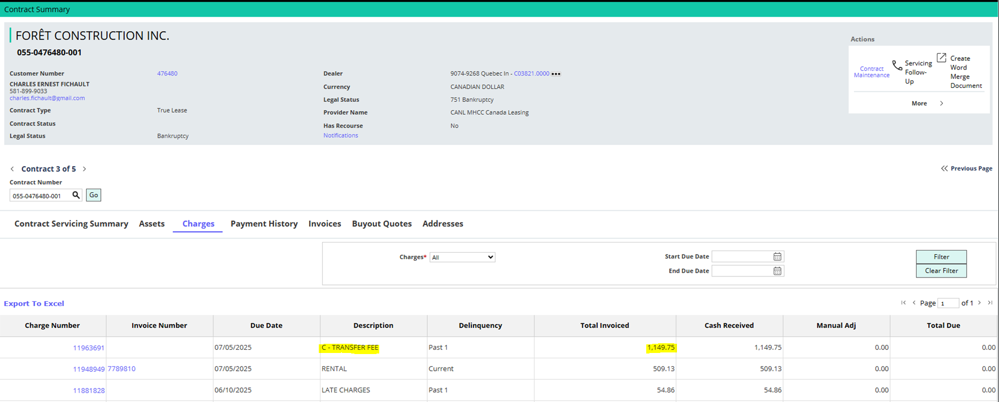 Contract Summary
FORÊT CONSTRUCTION INC.
055-0476480-001
Customer Number 476480
CHARLES ERNEST FICHAULT
581-899-9033
charles.fichault@gmail.com
Contract Type True Lease
Contract Status
Legal Status Bankruptcy
Dealer 9074-9268 Quebec In - C03821.0000 •••
Currency CANADIAN DOLLAR
Legal Status 751 Bankruptcy
Provider Name CANL MHCC Canada Leasing
Has Recourse No
Notifications
Actions
Contract
Maintenance
Servicing
Follow-
Up
Create
Word
Merge
Document
More >
< Contract 3 of 5 >
Previous Page
Contract Number
055-0476480-001 Go
Contract Servicing Summary Assets Charges Payment History Invoices Buyout Quotes Addresses
Charges* All
Start Due Date
End Due Date
Filter
Clear Filter
Export To Excel
Page 1 of 1
Charge Number Invoice Number Due Date Description Delinquency Total Invoiced Cash Received Manual Adj Total Due
11963691 07/05/2025 C - TRANSFER FEE Past 1 1,149.75 1,149.75 0.00 0.00
11948949 7789810 07/05/2025 RENTAL Current 509.13 509.13 0.00 0.00
11881828 06/10/2025 LATE CHARGES Past 1 54.86 54.86 0.00 0.00